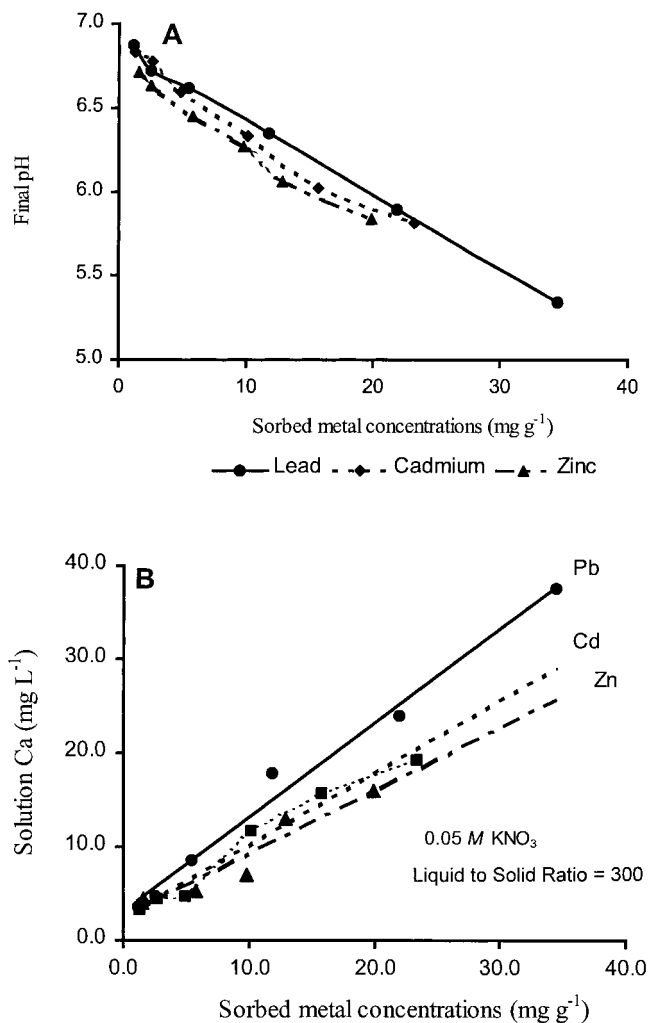 A
7.0
6.5
6.0
5.5
5.0
Final pH
0 10 20 30 40
Sorbed metal concentrations (mg g-1)
Lead Cadmium Zinc
B
40.0
30.0
20.0
10.0
0.0
Solution Ca (mg L-1)
Pb
Cd
Zn
0.05 M KNO3
Liquid to Solid Ratio = 300
0.0 10.0 20.0 30.0 40.0
Sorbed metal concentrations (mg g-1)